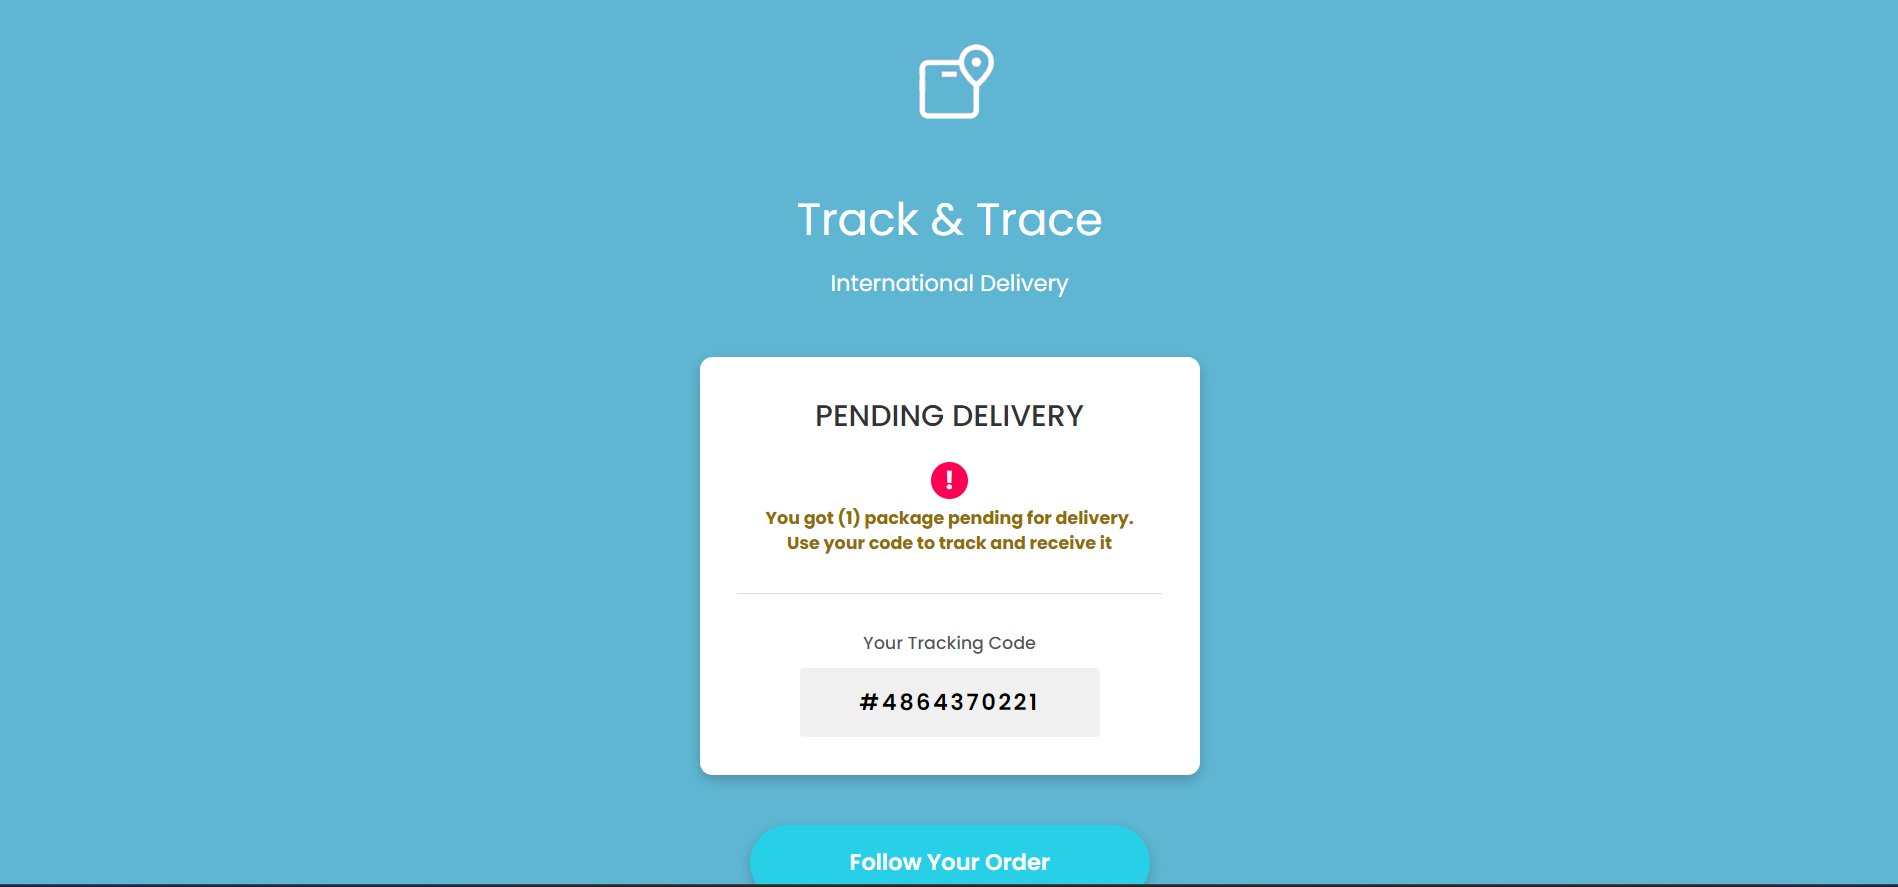 Track & Trace
International Delivery
PENDING DELIVERY
You got (1) package pending for delivery.
Use your code to track and receive it
Your Tracking Code
#4864370221
Follow Your Order